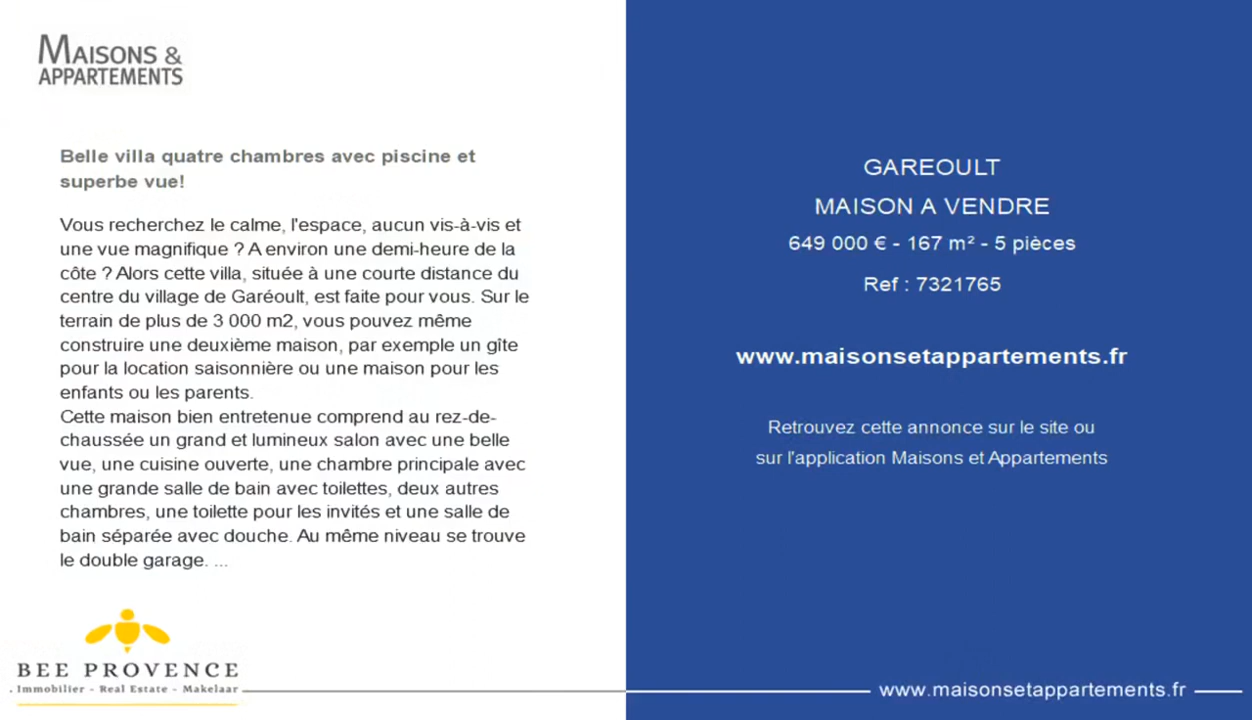 MAISONS &
APPARTEMENTS
Belle villa quatre chambres avec piscine et
superbe vue!
Vous recherchez le calme, l'espace, aucun vis-à-vis et
une vue magnifique ? A environ une demi-heure de la
côte ? Alors cette villa, située à une courte distance du
centre du village de Garéoult, est faite pour vous. Sur le
terrain de plus de 3 000 m2, vous pouvez même
construire une deuxième maison, par exemple un gîte
pour la location saisonnière ou une maison pour les
enfants ou les parents.
Cette maison bien entretenue comprend au rez-de-
chaussée un grand et lumineux salon avec une belle
vue, une cuisine ouverte, une chambre principale avec
une grande salle de bain avec toilettes, deux autres
chambres, une toilette pour les invités et une salle de
bain séparée avec douche. Au même niveau se trouve
le double garage. ...
BEE PROVENCE
Immobilier - Real Estate - Makelaar
GAREOULT
MAISON A VENDRE
649 000 € - 167 m² - 5 pièces
Ref : 7321765
www.maisonsetappartements.fr
Retrouvez cette annonce sur le site ou
sur l'application Maisons et Appartements
www.maisonsetappartements.fr